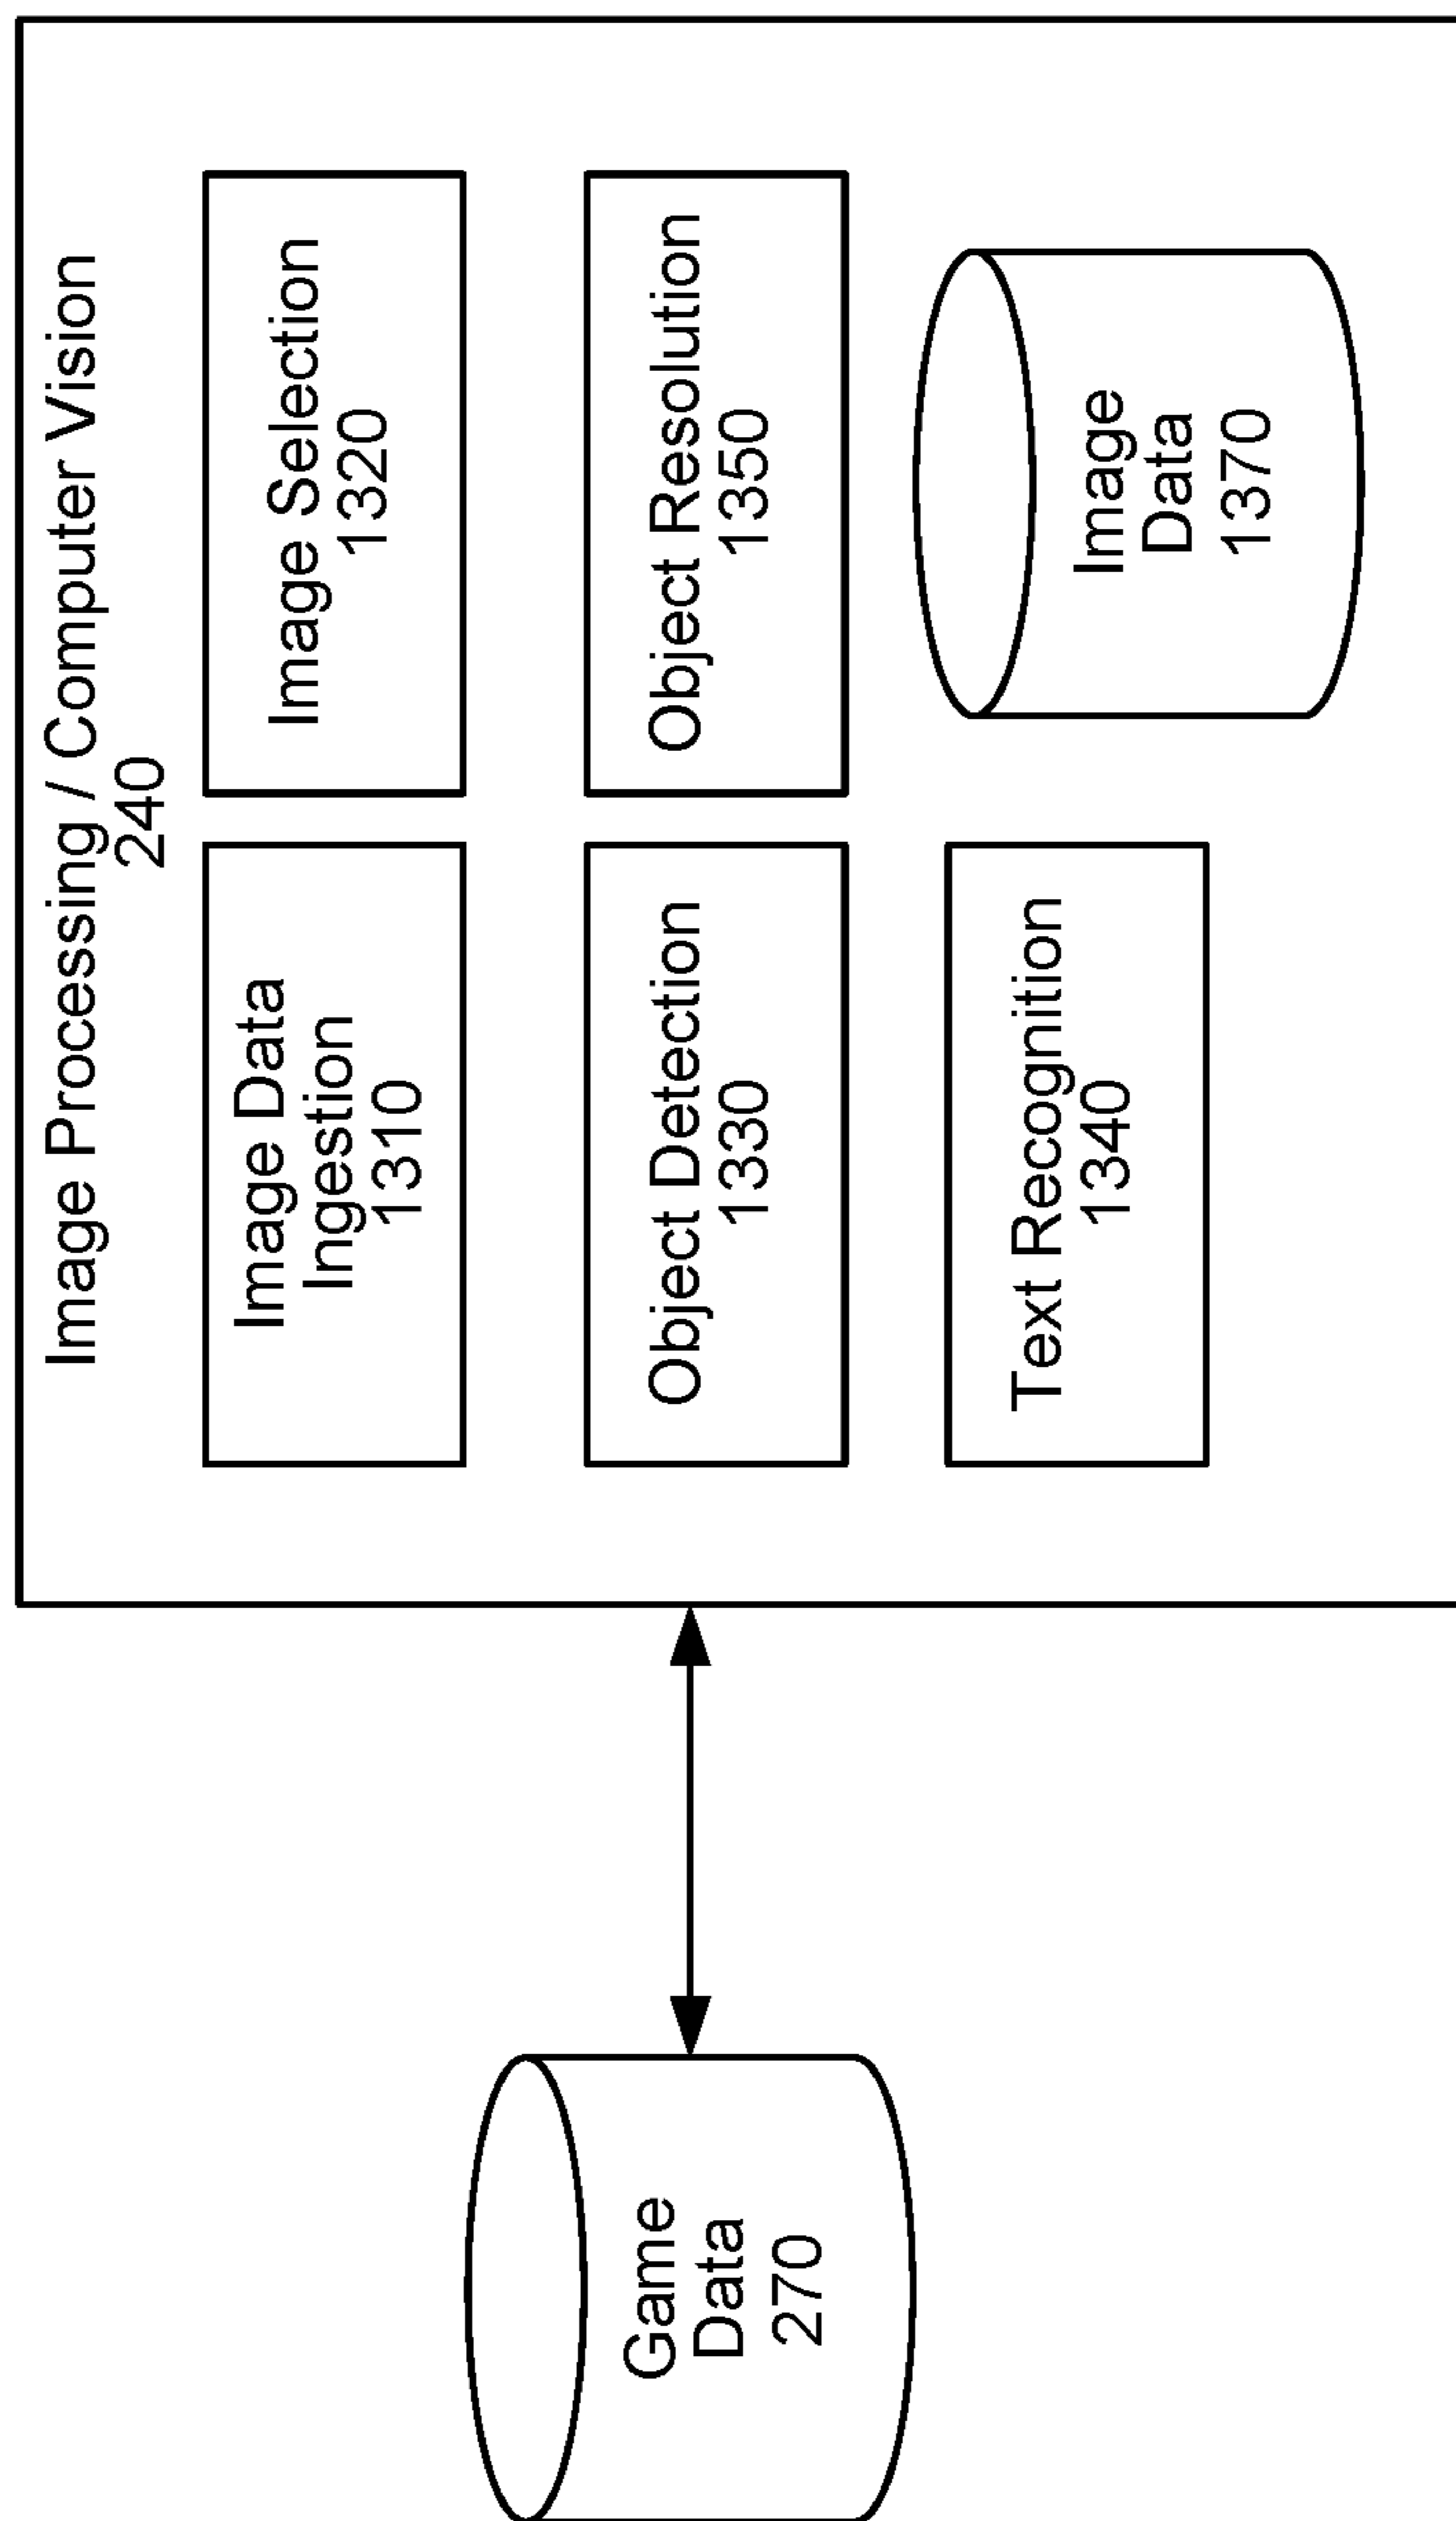 Image Processing / Computer Vision
240
Image Data
Ingestion
1310
Image Selection
1320
Object Detection
1330
Object Resolution
1350
Text Recognition
1340
Image
Data
1370
Game
Data
270